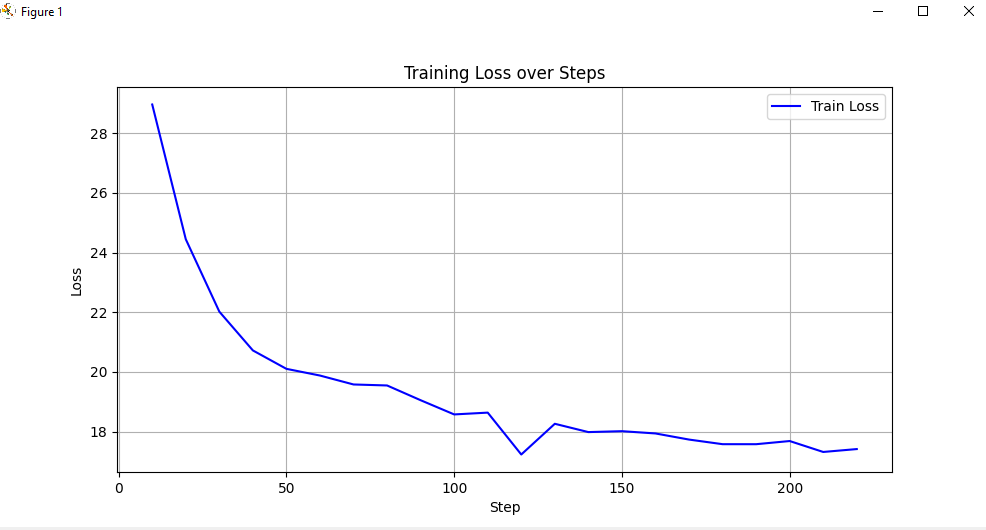 Figure 1
Training Loss over Steps
Train Loss
28
26
24
22
20
18
Loss
0 50 100 150 200
Step